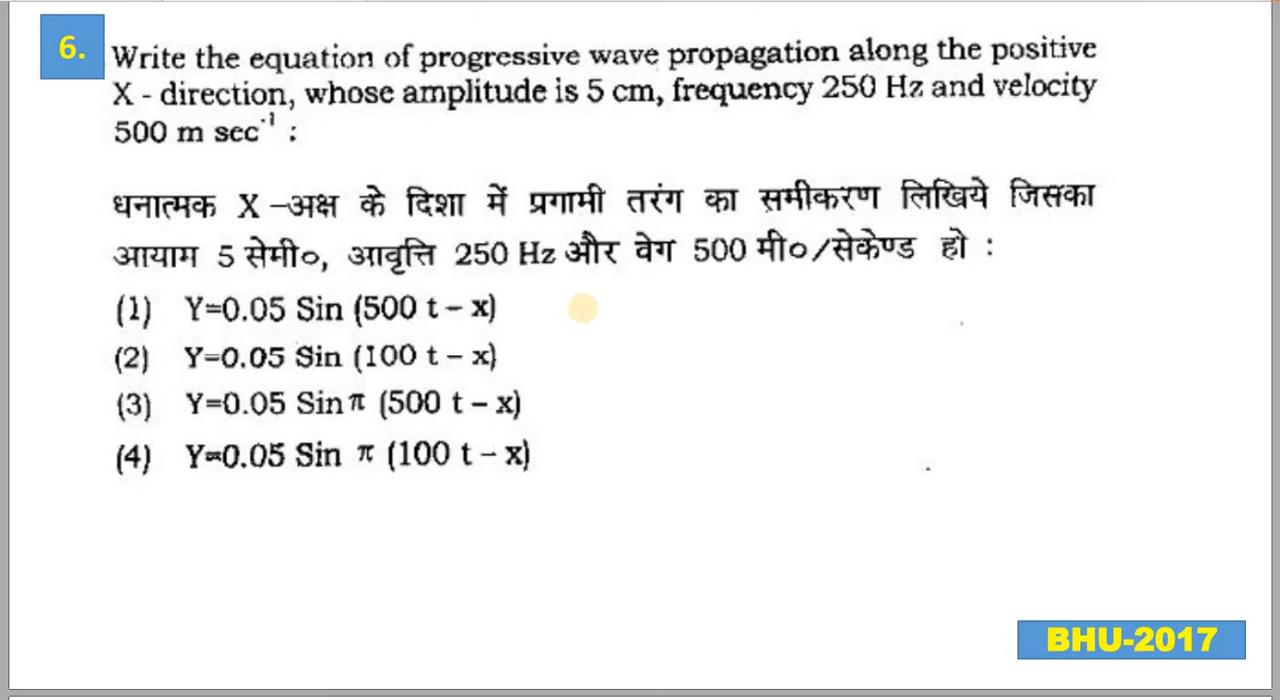 6.
Write the equation of progressive wave propagation along the positive
X - direction, whose amplitude is 5 cm, frequency 250 Hz and velocity
500 m sec⁻¹ :
धनात्मक X –अक्ष के दिशा में प्रगामी तरंग का समीकरण लिखिये जिसका
आयाम 5 सेमी०, आवृत्ति 250 Hz और वेग 500 मी०/सेकेण्ड हो :
(1) Y=0.05 Sin (500 t – x)
(2) Y=0.05 Sin (100 t – x)
(3) Y=0.05 Sin π (500 t – x)
(4) Y=0.05 Sin π (100 t – x)
BHU-2017